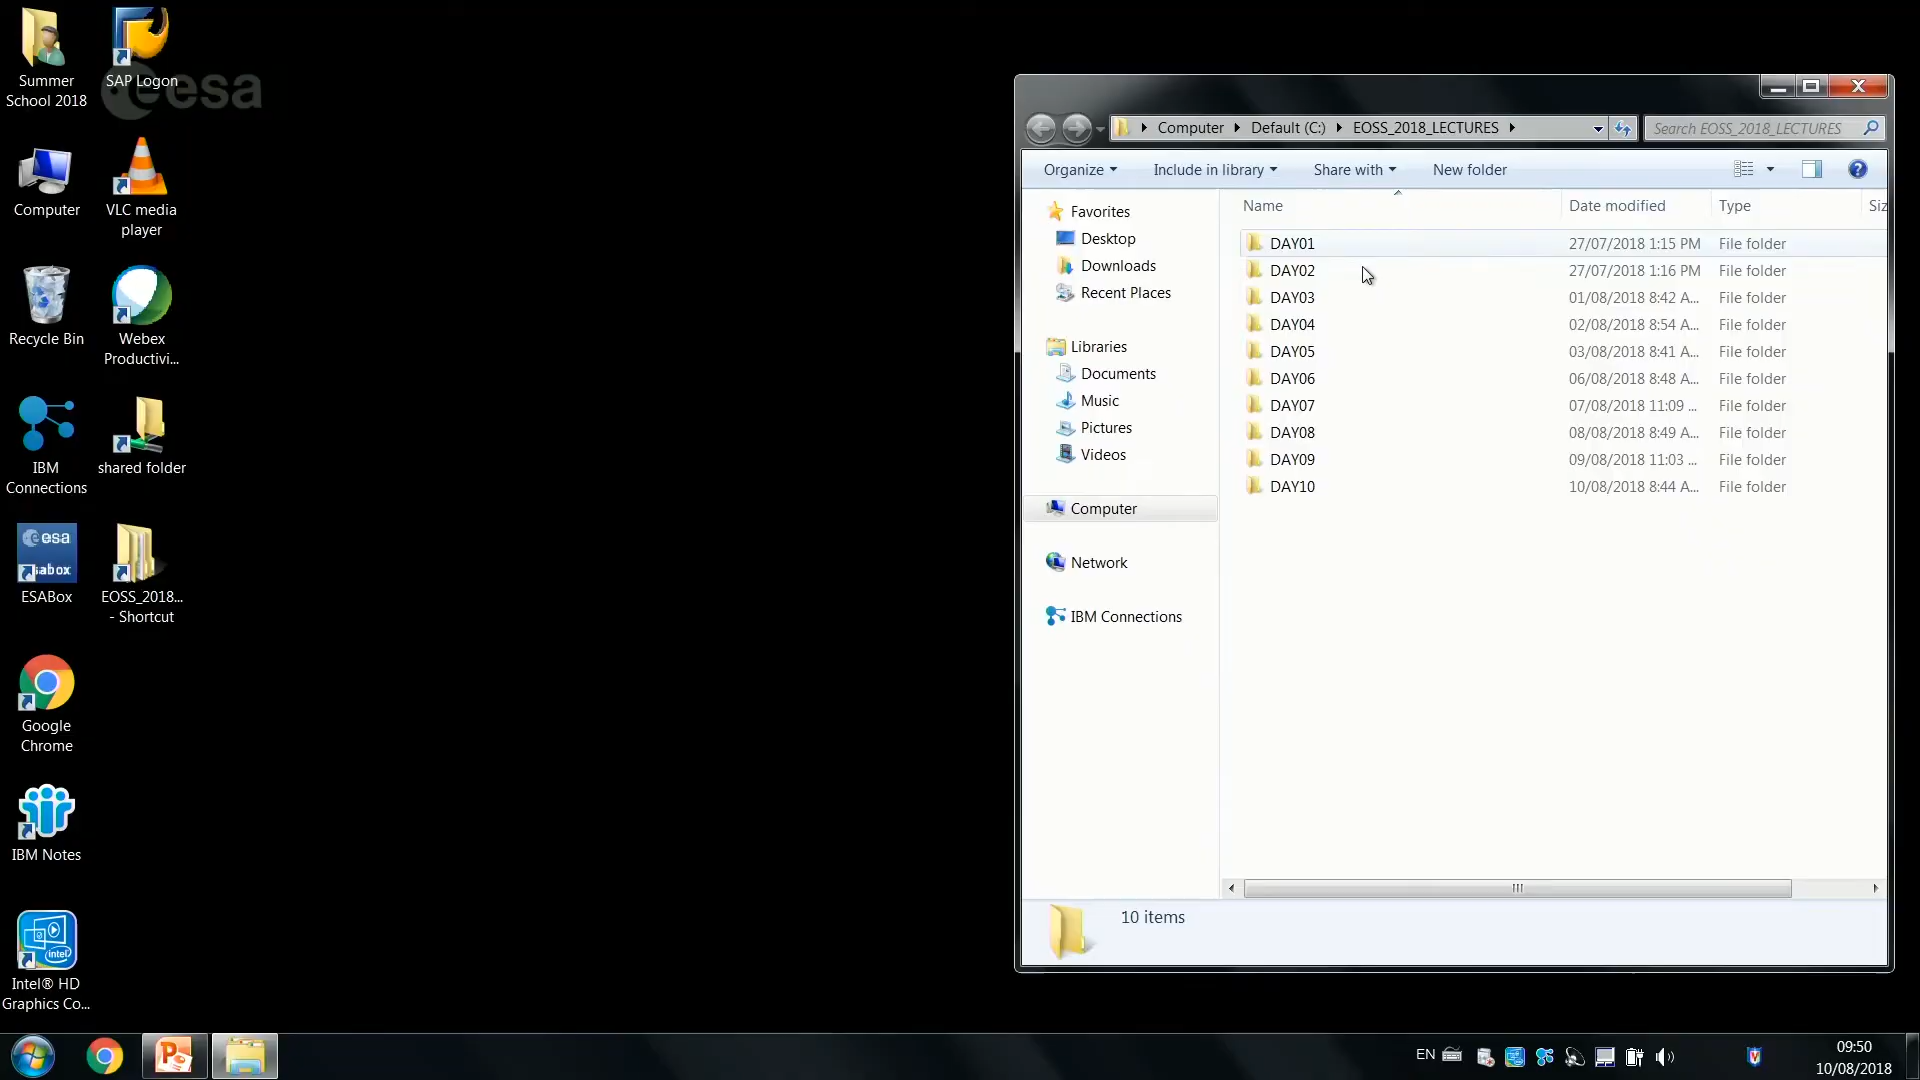 Summer
School 2018
SAP Logon
esa
Computer
VLC media
player
Recycle Bin
Webex
Productivi...
IBM
Connections
shared folder
esa
sabox
ESABox
EOSS_2018...
- Shortcut
Google
Chrome
IBM Notes
intel
Intel® HD
Graphics Co...
Computer
Default (C:)
EOSS_2018_LECTURES
Search EOSS_2018_LECTURES
Organize
Include in library
Share with
New folder
Favorites
Desktop
Downloads
Recent Places
Libraries
Documents
Music
Pictures
Videos
Computer
Network
IBM Connections
Name Date modified Type Siz
DAY01 27/07/2018 1:15 PM File folder
DAY02 27/07/2018 1:16 PM File folder
DAY03 01/08/2018 8:42 A... File folder
DAY04 02/08/2018 8:54 A... File folder
DAY05 03/08/2018 8:41 A... File folder
DAY06 06/08/2018 8:48 A... File folder
DAY07 07/08/2018 11:09 ... File folder
DAY08 08/08/2018 8:49 A... File folder
DAY09 09/08/2018 11:03 ... File folder
DAY10 10/08/2018 8:44 A... File folder
10 items
EN
09:50
10/08/2018